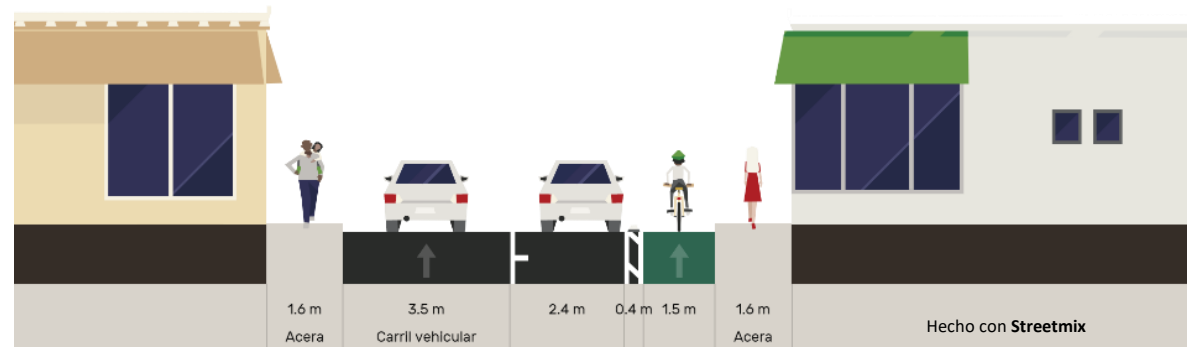 1.6 m
3.5 m
2.4 m
0.4 m
1.5 m
1.6 m
Acera
Carril vehicular
Acera
Hecho con Streetmix